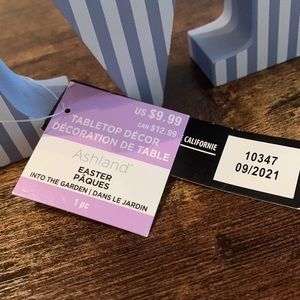 US $9.99
CAN $12.99
TABLETOP DÉCOR
DÉCORATION DE TABLE
Ashland
EASTER
PÂQUES
INTO THE GARDEN | DANS LE JARDIN
1 pc
CALIFORNIE
10347
09/2021